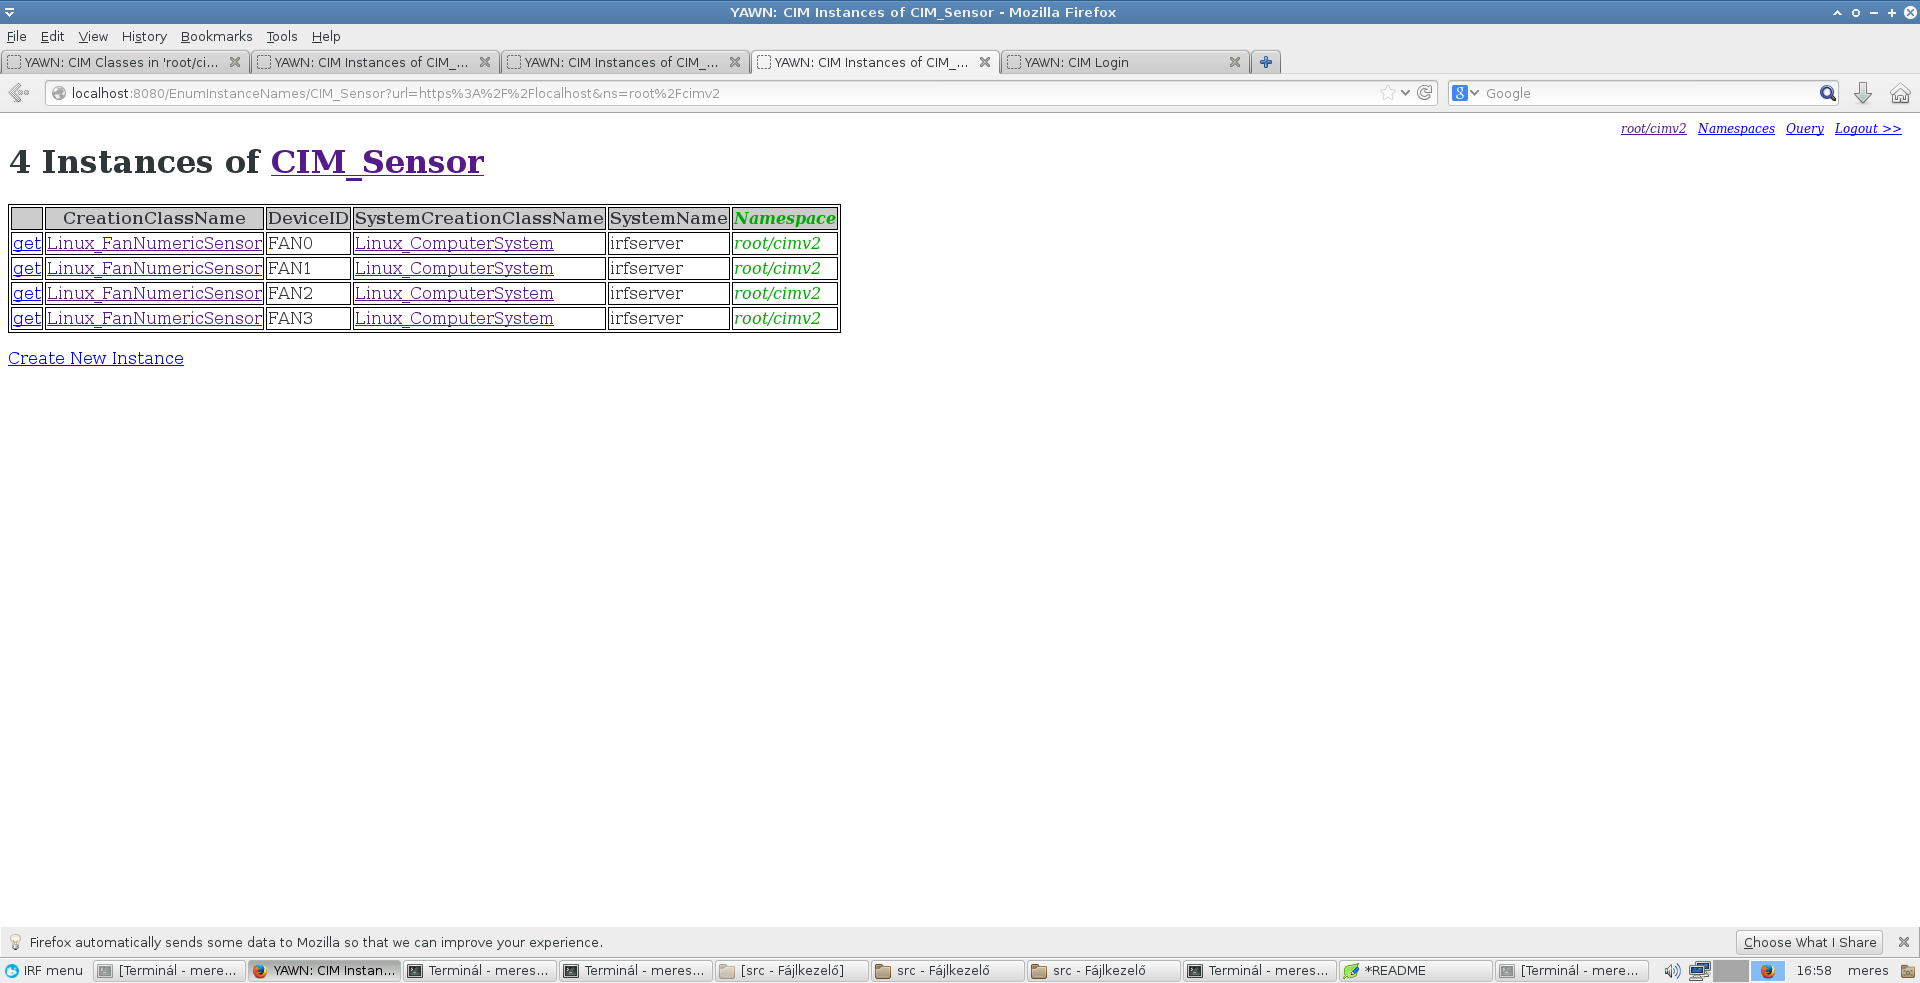 YAWN: CIM Instances of CIM_Sensor - Mozilla Firefox
File Edit View History Bookmarks Tools Help
YAWN: CIM Classes in 'root/ci... YAWN: CIM Instances of CIM_... YAWN: CIM Instances of CIM_... YAWN: CIM Instances of CIM_... YAWN: CIM Login
localhost:8080/EnumInstanceNames/CIM_Sensor?url=https%3A%2F%2Flocalhost&ns=root%2Fcimv2 Google
root/cimv2 Namespaces Query Logout >>
4 Instances of CIM_Sensor
CreationClassName DeviceID SystemCreationClassName SystemName Namespace
get Linux_FanNumericSensor FAN0 Linux_ComputerSystem irfserver root/cimv2
get Linux_FanNumericSensor FAN1 Linux_ComputerSystem irfserver root/cimv2
get Linux_FanNumericSensor FAN2 Linux_ComputerSystem irfserver root/cimv2
get Linux_FanNumericSensor FAN3 Linux_ComputerSystem irfserver root/cimv2
Create New Instance
Firefox automatically sends some data to Mozilla so that we can improve your experience. Choose What I Share
IRF menu [Terminál - mere... YAWN: CIM Instan... Terminál - meres... Terminál - meres... [src - Fájlkezelő] src - Fájlkezelő src - Fájlkezelő Terminál - meres... *README [Terminál - mere... 16:58 meres